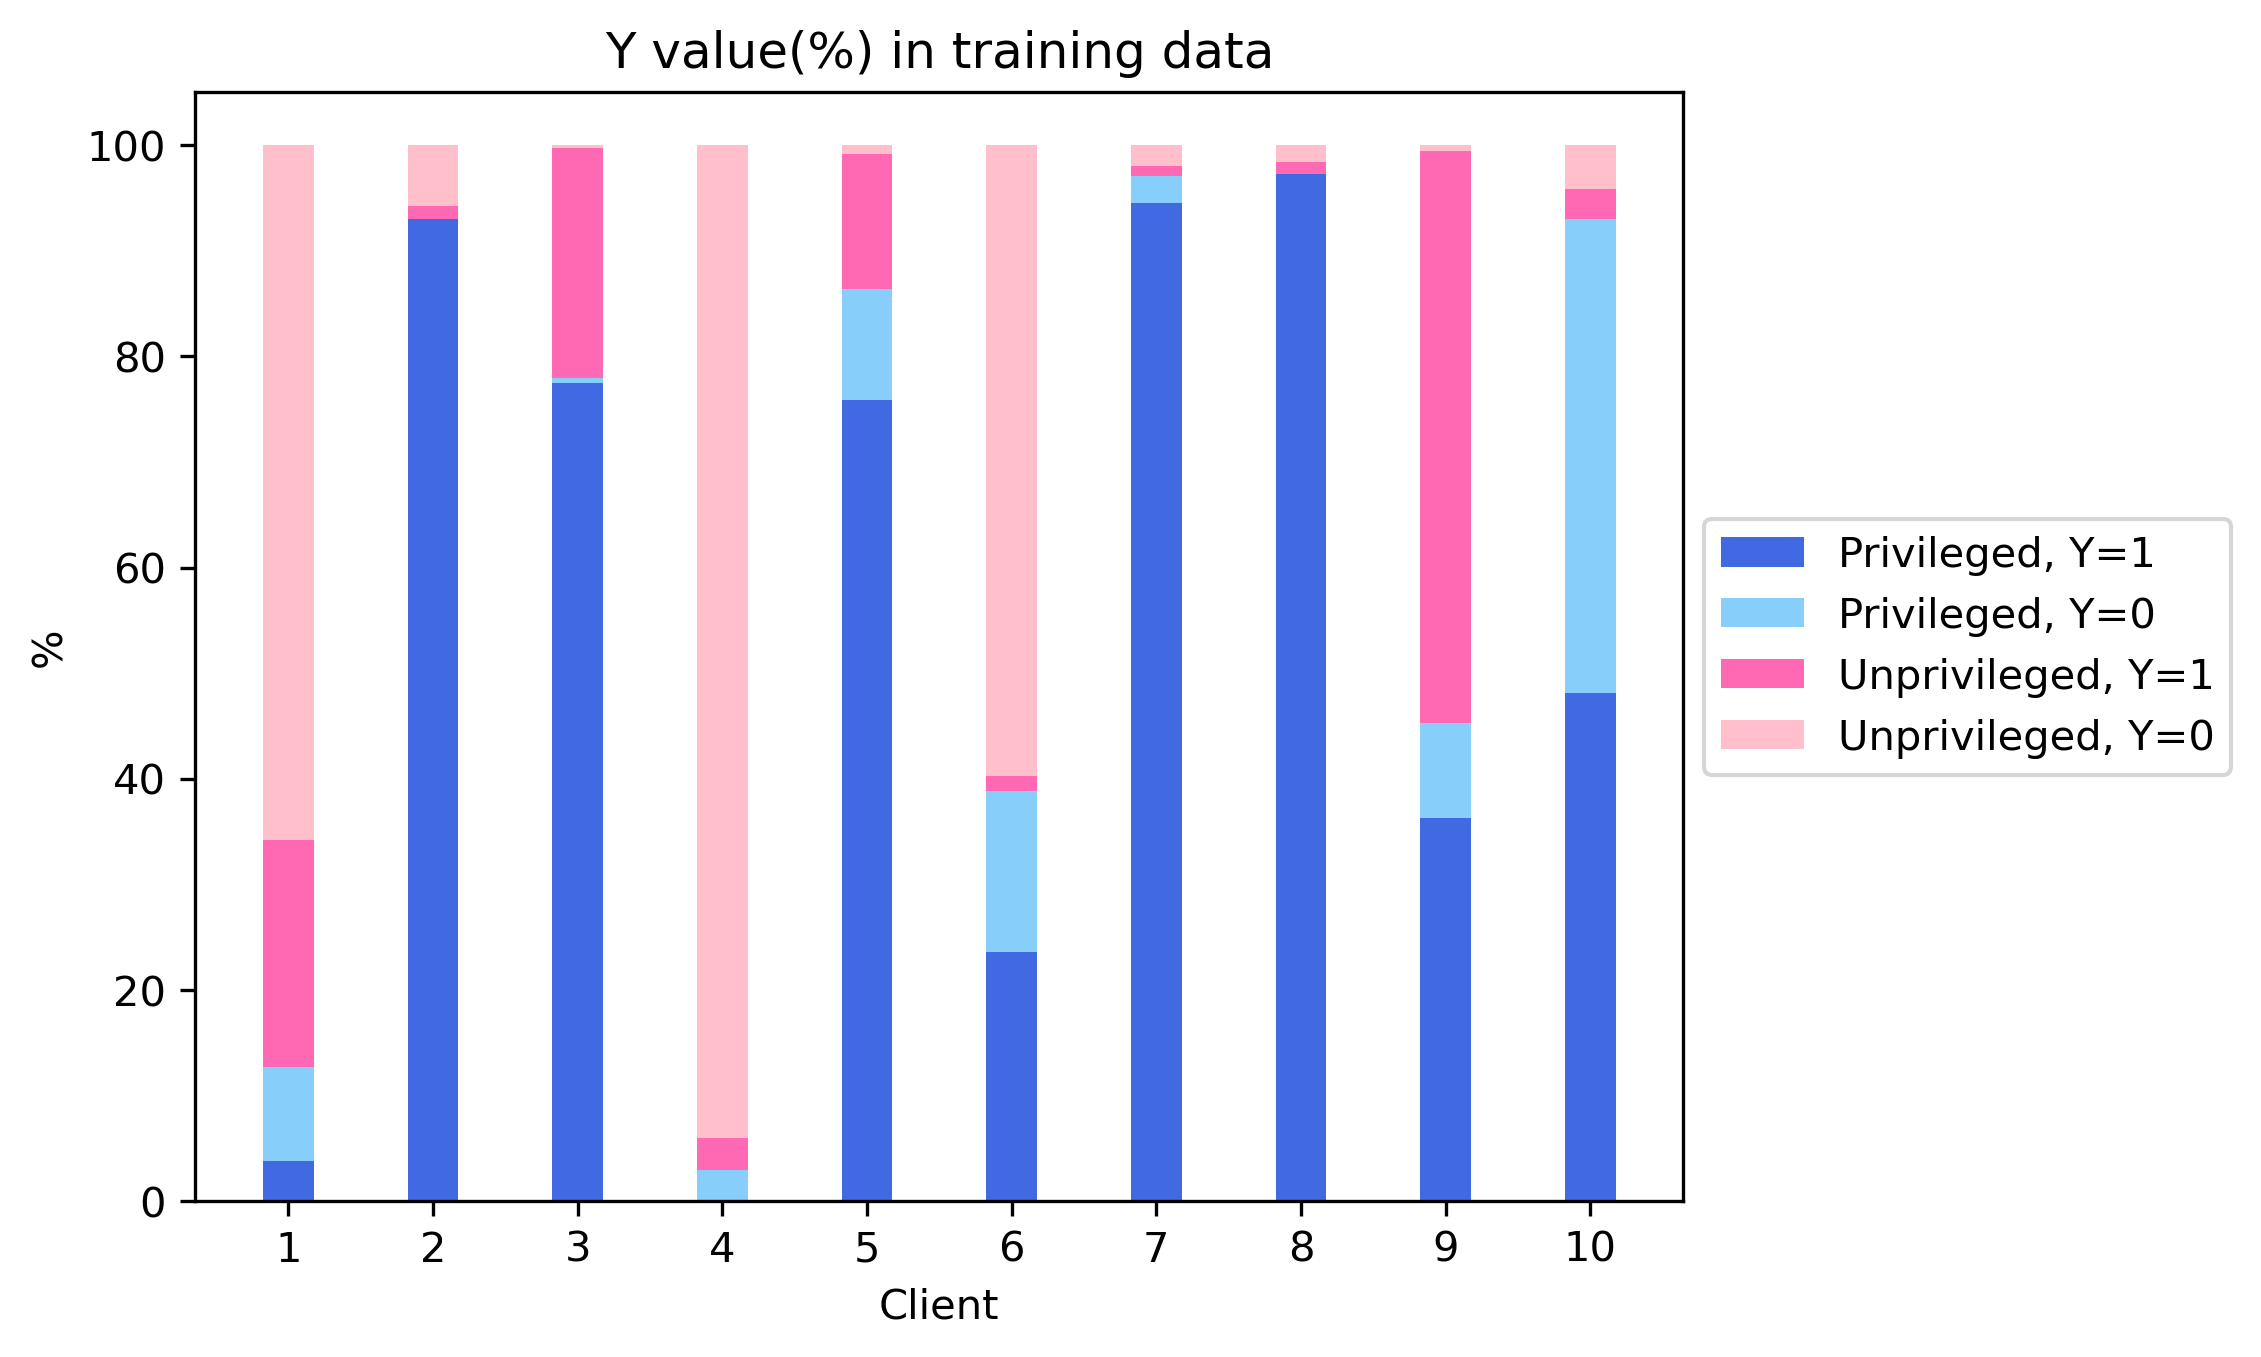 Y value(%) in training data
100
80
60
40
20
0
%
1 2 3 4 5 6 7 8 9 10
Client
Privileged, Y=1
Privileged, Y=0
Unprivileged, Y=1
Unprivileged, Y=0